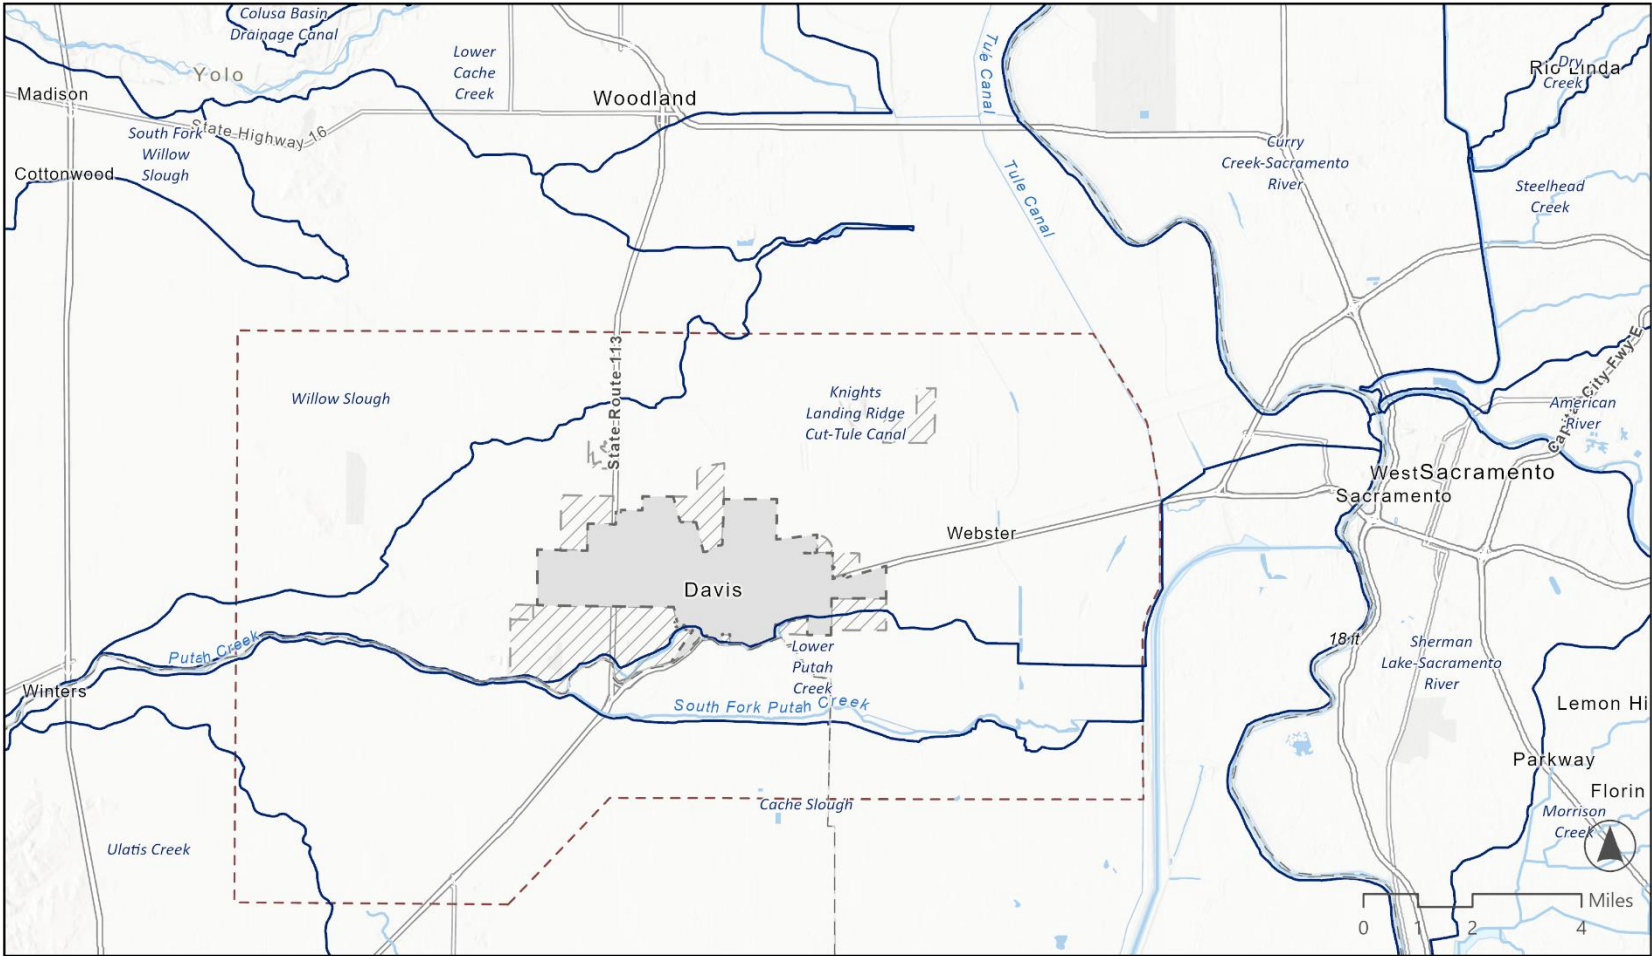 Colusa Basin
Drainage Canal
Yolo
Lower
Cache
Creek
Madison
State Highway 16
South Fork
Willow
Slough
Cottonwood
Woodland
Tule Canal
Tule Canal
Rio Linda
Dry
Creek
Curry
Creek-Sacramento
River
Steelhead
Creek
State Route 113
Willow Slough
Knights
Landing Ridge
Cut-Tule Canal
Capital City Fwy E
American
River
West
Sacramento
Sacramento
Webster
Davis
Putah Creek
Winters
Lower
Putah
Creek
South Fork Putah Creek
18 ft
Sherman
Lake-Sacramento
River
Lemon Hi
Parkway
Florin
Cache Slough
Morrison
Creek
Ulatis Creek
Miles
0 1 2 4